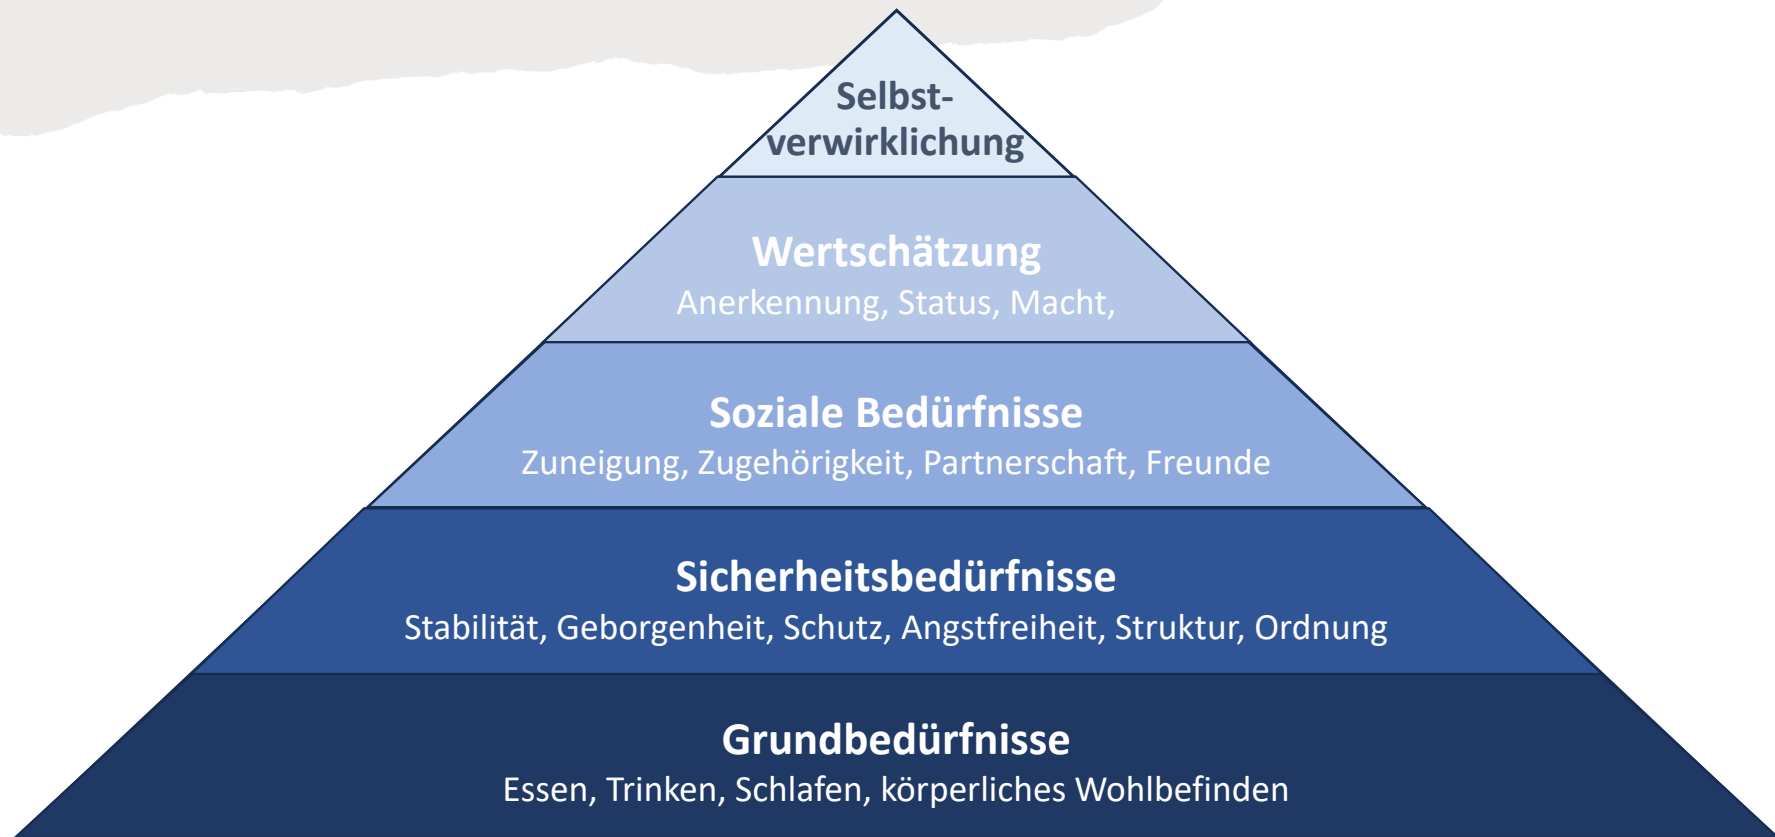 Selbst-
verwirklichung
Wertschätzung
Anerkennung, Status, Macht,
Soziale Bedürfnisse
Zuneigung, Zugehörigkeit, Partnerschaft, Freunde
Sicherheitsbedürfnisse
Stabilität, Geborgenheit, Schutz, Angstfreiheit, Struktur, Ordnung
Grundbedürfnisse
Essen, Trinken, Schlafen, körperliches Wohlbefinden